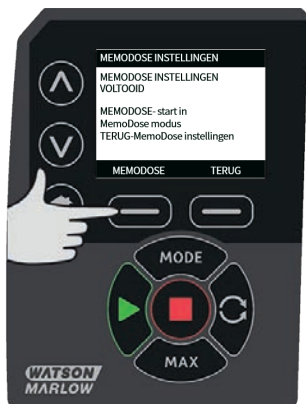 MEMODOSE INSTELLINGEN
MEMODOSE INSTELLINGEN
VOLTOOID
MEMODOSE- start in
MemoDose modus
TERUG-MemoDose instellingen
MEMODOSE TERUG
MODE
MAX
WATSON
MARLOW